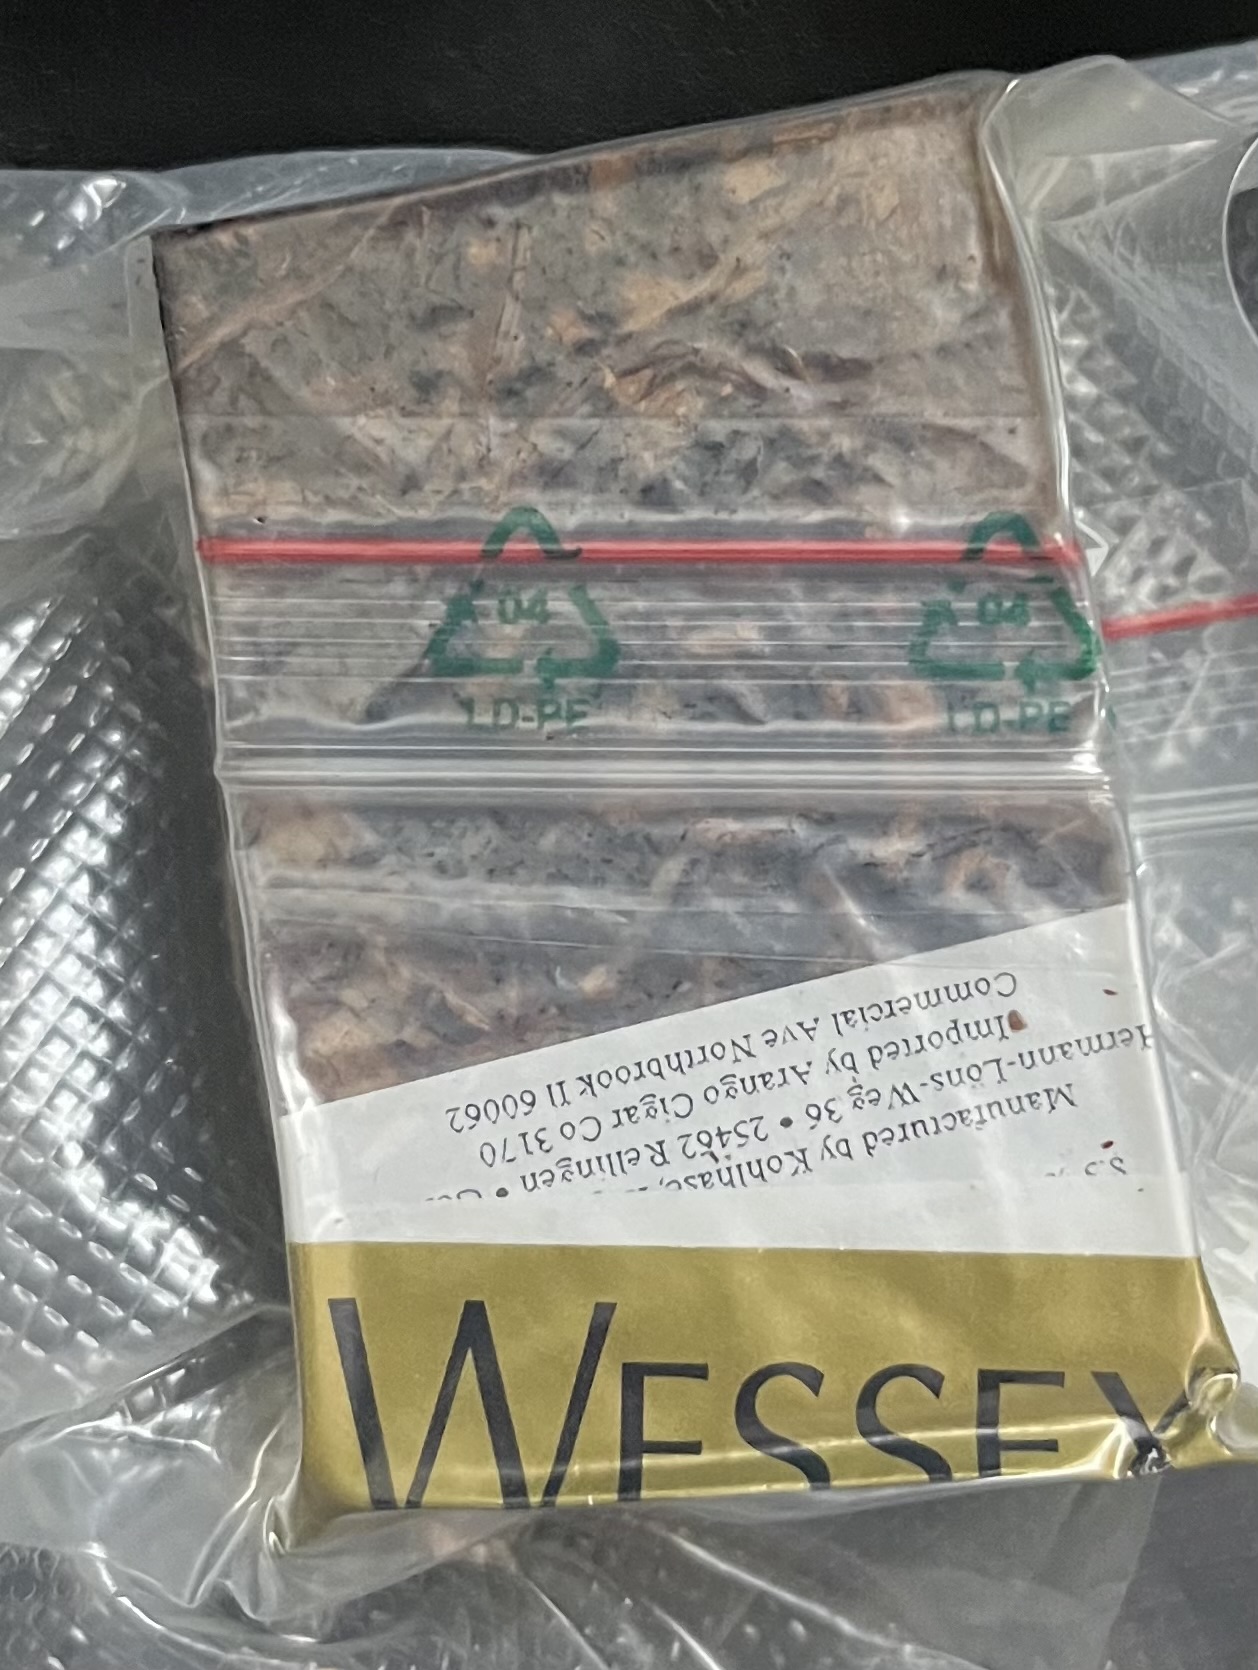 04
LD-PE
04
LD-PE
Manufactured by Kohlhase,
Hermann-Löns-Weg 36 • 25462 Rellingen •
Imported by Arango Cigar Co 3170
Commercial Ave Northbrook Il 60062
WESSEX